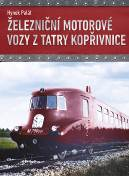 Hynek Palát
ŽELEZNIČNÍ MOTOROVÉ
VOZY Z TATRY KOPŘIVNICE